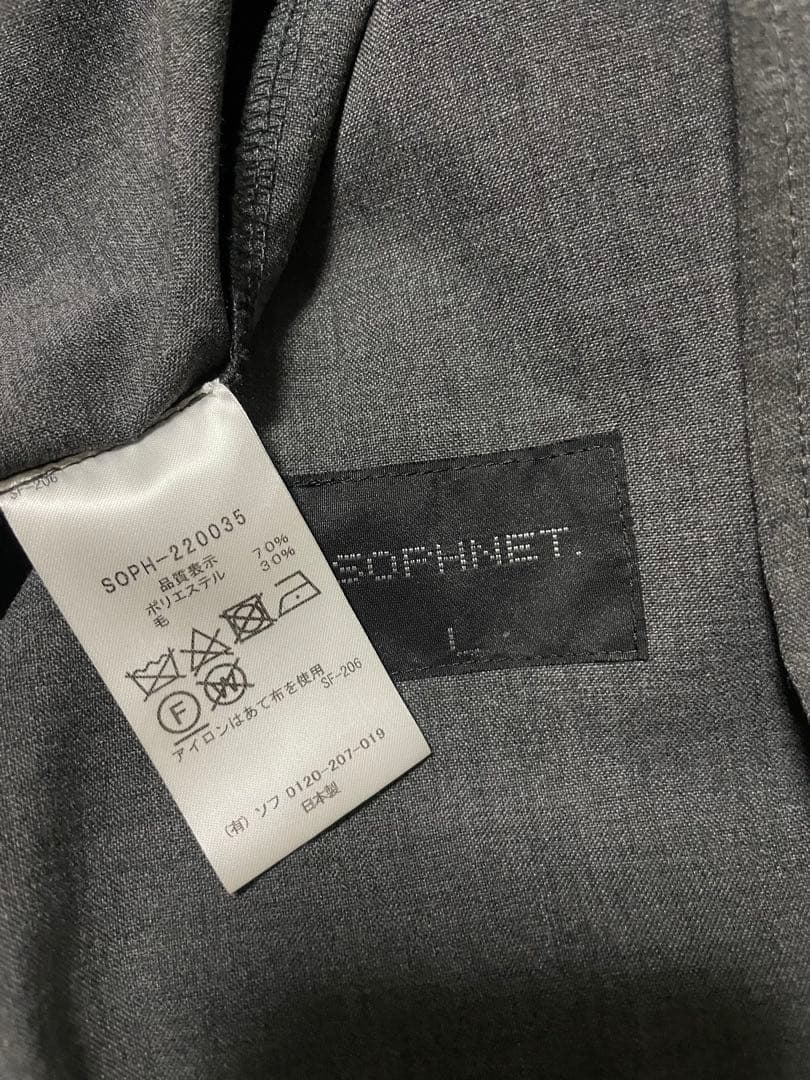 SF-206
SOPH-220035
品質表示
ポリエステル 70%
毛 30%
F
W
アイロンはあて布を使用
SF-206
(有) ソフ 0120-207-019
日本製
SOPHNET.
L